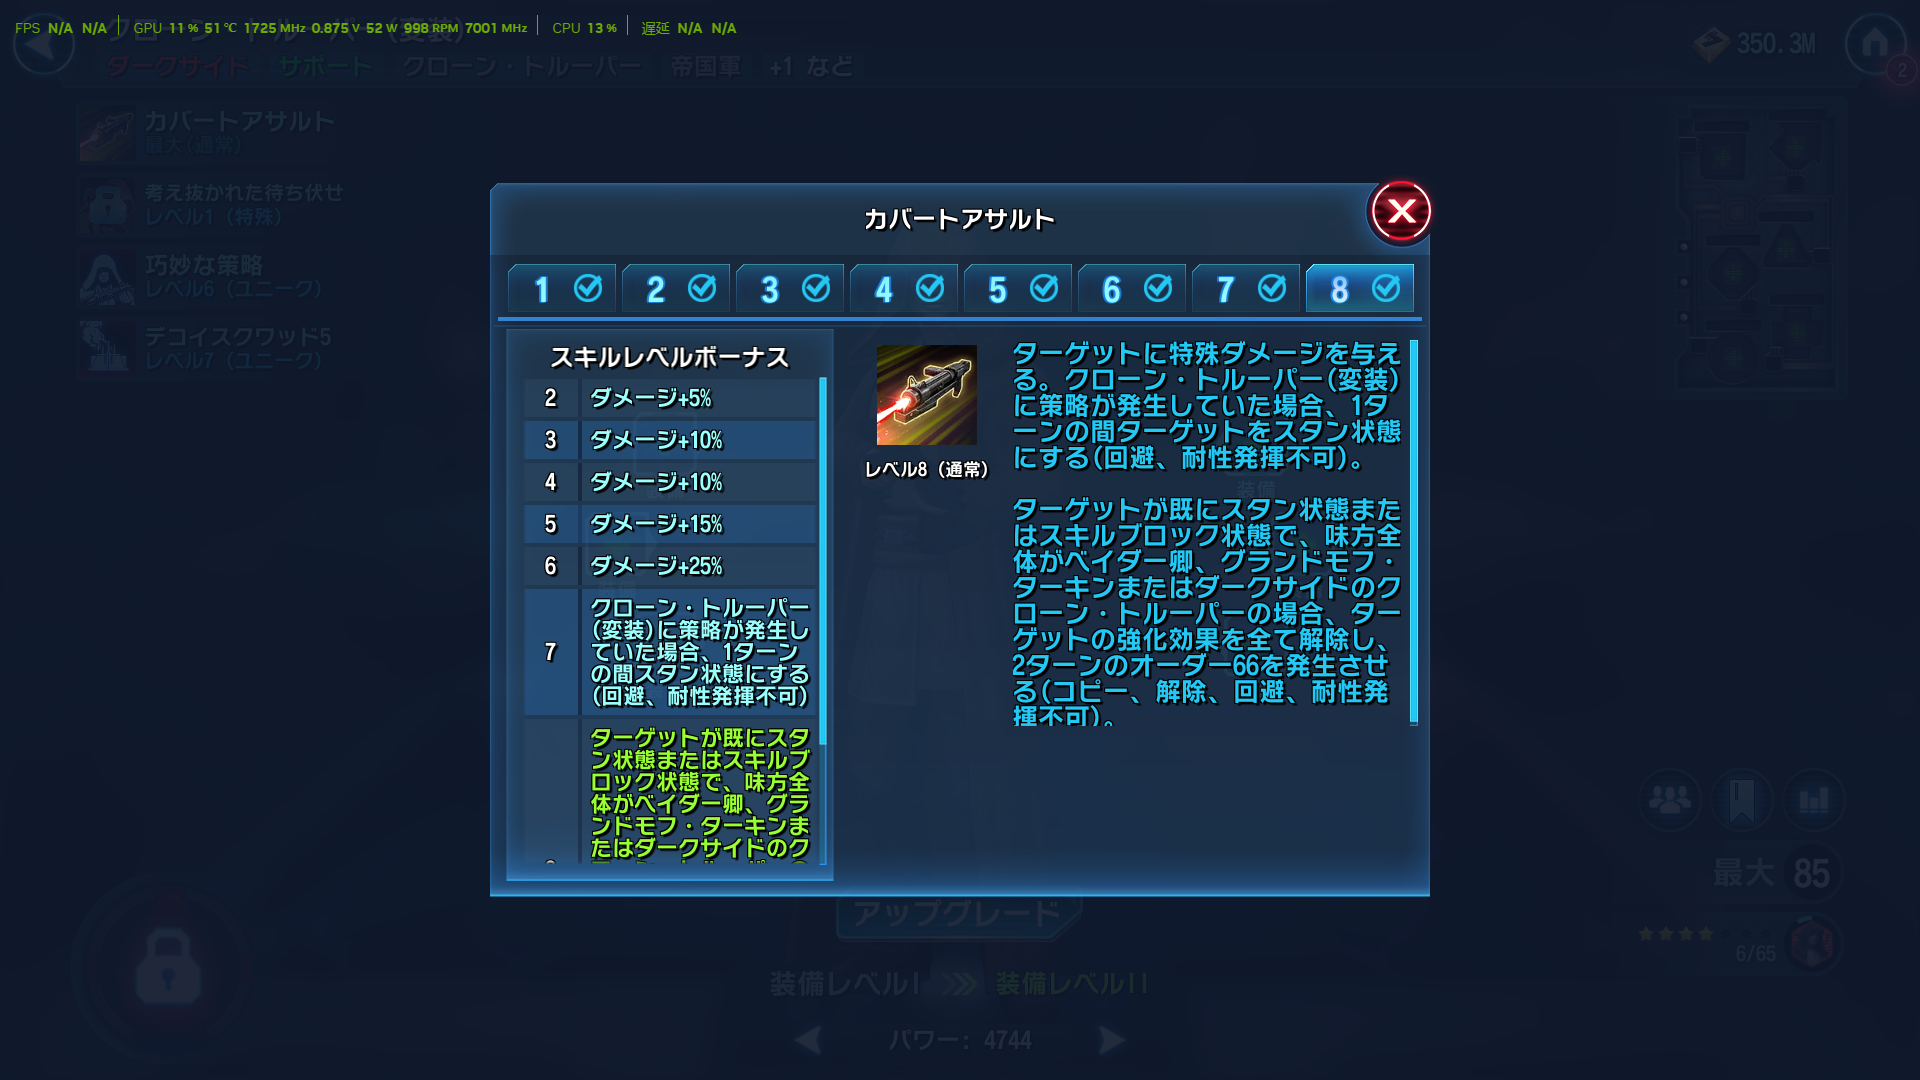 FPS N/A N/A GPU 11 % 51 ℃ 1725 MHz 0.875 V 52 W 998 RPM 7001 MHz CPU 13 % 遅延 N/A N/A
クローン・トルーパー(変装)
ダークサイド サポート クローン・トルーパー 帝国軍 +1 など
350.3M
2
カバートアサルト
最大(通常)
考え抜かれた待ち伏せ
レベル1 (特殊)
巧妙な策略
レベル6 (ユニーク)
デコイスクワッド5
レベル7 (ユニーク)
カバートアサルト
1 2 3 4 5 6 7 8
スキルレベルボーナス
2 ダメージ+5%
3 ダメージ+10%
4 ダメージ+10%
5 ダメージ+15%
6 ダメージ+25%
7
クローン・トルーパー
(変装)に策略が発生し
ていた場合、1ターン
の間スタン状態にする
(回避、耐性発揮不可)
ターゲットが既にスタ
ン状態またはスキルブ
ロック状態で、味方全
体がベイダー卿、グラ
ンドモフ・ターキンま
たはダークサイドのク
レベル8 (通常)
ターゲットに特殊ダメージを与え
る。クローン・トルーパー(変装)
に策略が発生していた場合、1タ
ーンの間ターゲットをスタン状態
にする(回避、耐性発揮不可)。
ターゲットが既にスタン状態また
はスキルブロック状態で、味方全
体がベイダー卿、グランドモフ・
ターキンまたはダークサイドのク
ローン・トルーパーの場合、ター
ゲットの強化効果を全て解除し、
2ターンのオーダー66を発生させ
る(コピー、解除、回避、耐性発
揮不可)。
装備
最大 85
6/65
アップグレード
装備レベルI 装備レベルII
パワー: 4744